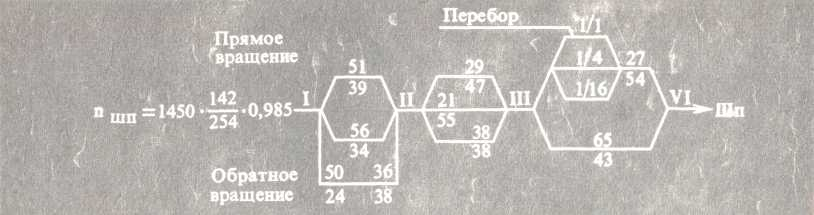 Перебор 1/1
Прямое
вращение
51
39
29
47
1/4
27
54
1/16
n шп = 1450 · 142/254 · 0,985 I II 21/55 III VI Шп
56
34
38
38
65
43
Обратное
вращение
50 36
24 38